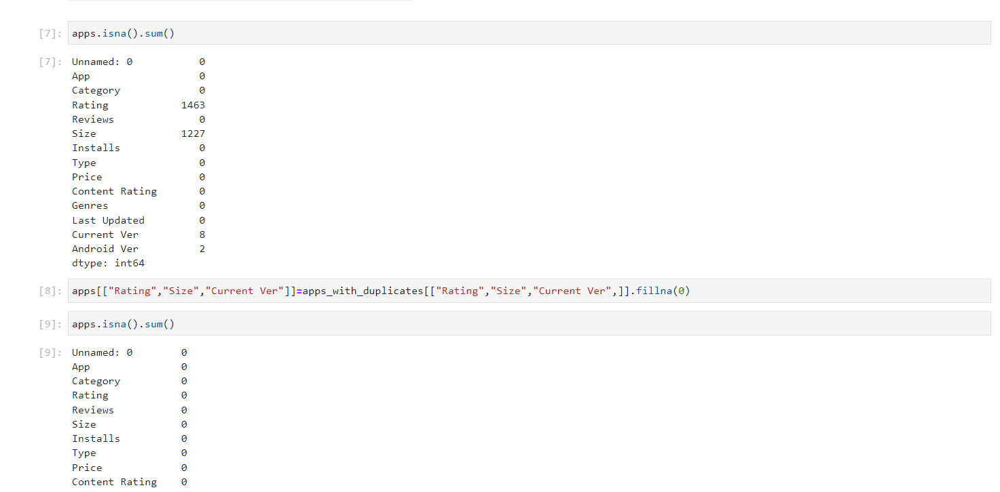 [7]: apps.isna().sum()
[7]: Unnamed: 0 0
App 0
Category 0
Rating 1463
Reviews 0
Size 1227
Installs 0
Type 0
Price 0
Content Rating 0
Genres 0
Last Updated 0
Current Ver 8
Android Ver 2
dtype: int64
[8]: apps[["Rating","Size","Current Ver"]]=apps_with_duplicates[["Rating","Size","Current Ver",]].fillna(0)
[9]: apps.isna().sum()
[9]: Unnamed: 0 0
App 0
Category 0
Rating 0
Reviews 0
Size 0
Installs 0
Type 0
Price 0
Content Rating 0